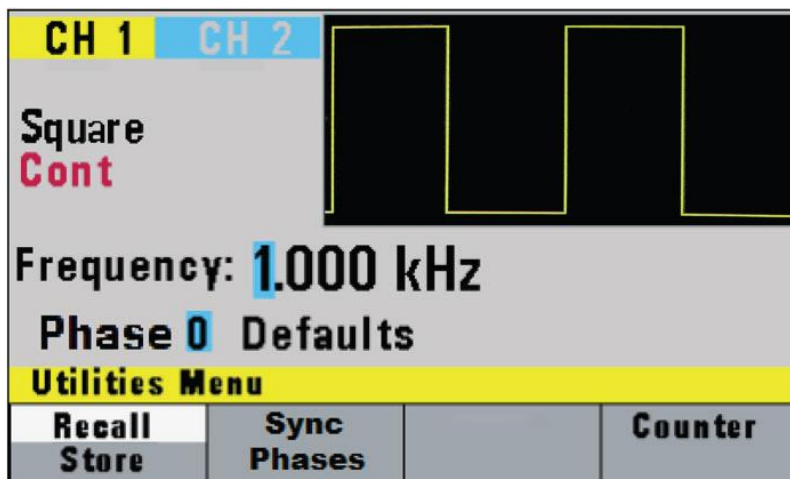 CH 1 CH 2
Square
Cont
Frequency: 1.000 kHz
Phase 0 Defaults
Utilities Menu
Recall
Store
Sync
Phases
Counter